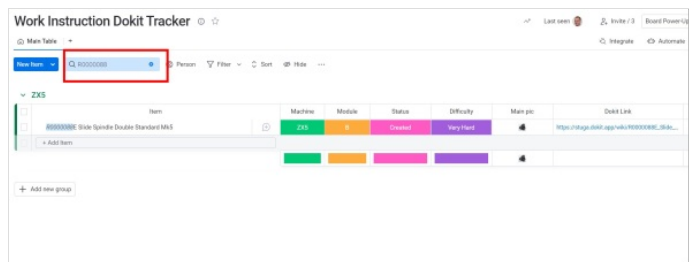 Work Instruction Dokit Tracker
Last seen
Invite / 3
Board Power-Up
Main Table +
Integrate
Automate
New Item
Person
Filter
Sort
Hide
ZX5
Item Machine Module Status Difficulty Main pic Dokit Link
Slide Spindle Double Standard Mk5 ZX5 Created Very Hard
+ Add Item
+ Add new group